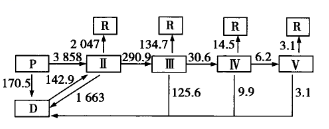 R R R R
2 047 134.7 14.5 3.1
P 3 858 II 290.9 III 30.6 IV 6.2 V
170.5 142.9 1 663 125.6 9.9 3.1
D